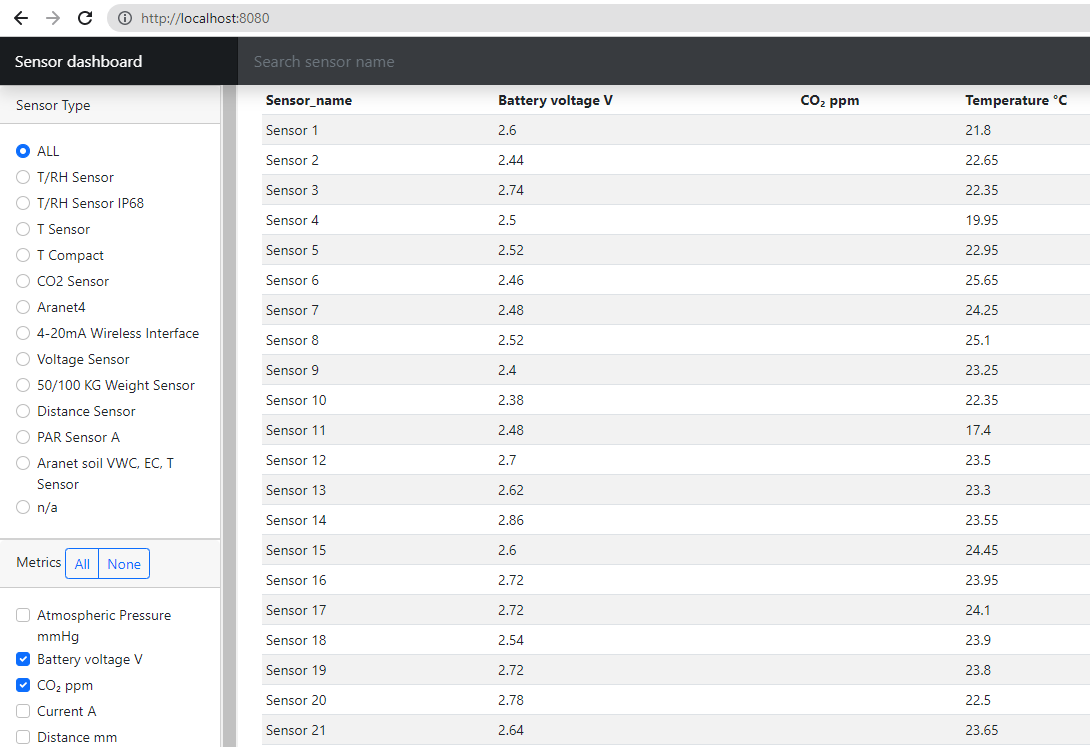 http://localhost:8080
Sensor dashboard
Search sensor name
Sensor Type
ALL
T/RH Sensor
T/RH Sensor IP68
T Sensor
T Compact
CO2 Sensor
Aranet4
4-20mA Wireless Interface
Voltage Sensor
50/100 KG Weight Sensor
Distance Sensor
PAR Sensor A
Aranet soil VWC, EC, T
Sensor
n/a
Metrics All None
Atmospheric Pressure
mmHg
Battery voltage V
CO₂ ppm
Current A
Distance mm
Sensor_name Battery voltage V CO₂ ppm Temperature °C
Sensor 1 2.6 21.8
Sensor 2 2.44 22.65
Sensor 3 2.74 22.35
Sensor 4 2.5 19.95
Sensor 5 2.52 22.95
Sensor 6 2.46 25.65
Sensor 7 2.48 24.25
Sensor 8 2.52 25.1
Sensor 9 2.4 23.25
Sensor 10 2.38 22.35
Sensor 11 2.48 17.4
Sensor 12 2.7 23.5
Sensor 13 2.62 23.3
Sensor 14 2.86 23.55
Sensor 15 2.6 24.45
Sensor 16 2.72 23.95
Sensor 17 2.72 24.1
Sensor 18 2.54 23.9
Sensor 19 2.72 23.8
Sensor 20 2.78 22.5
Sensor 21 2.64 23.65